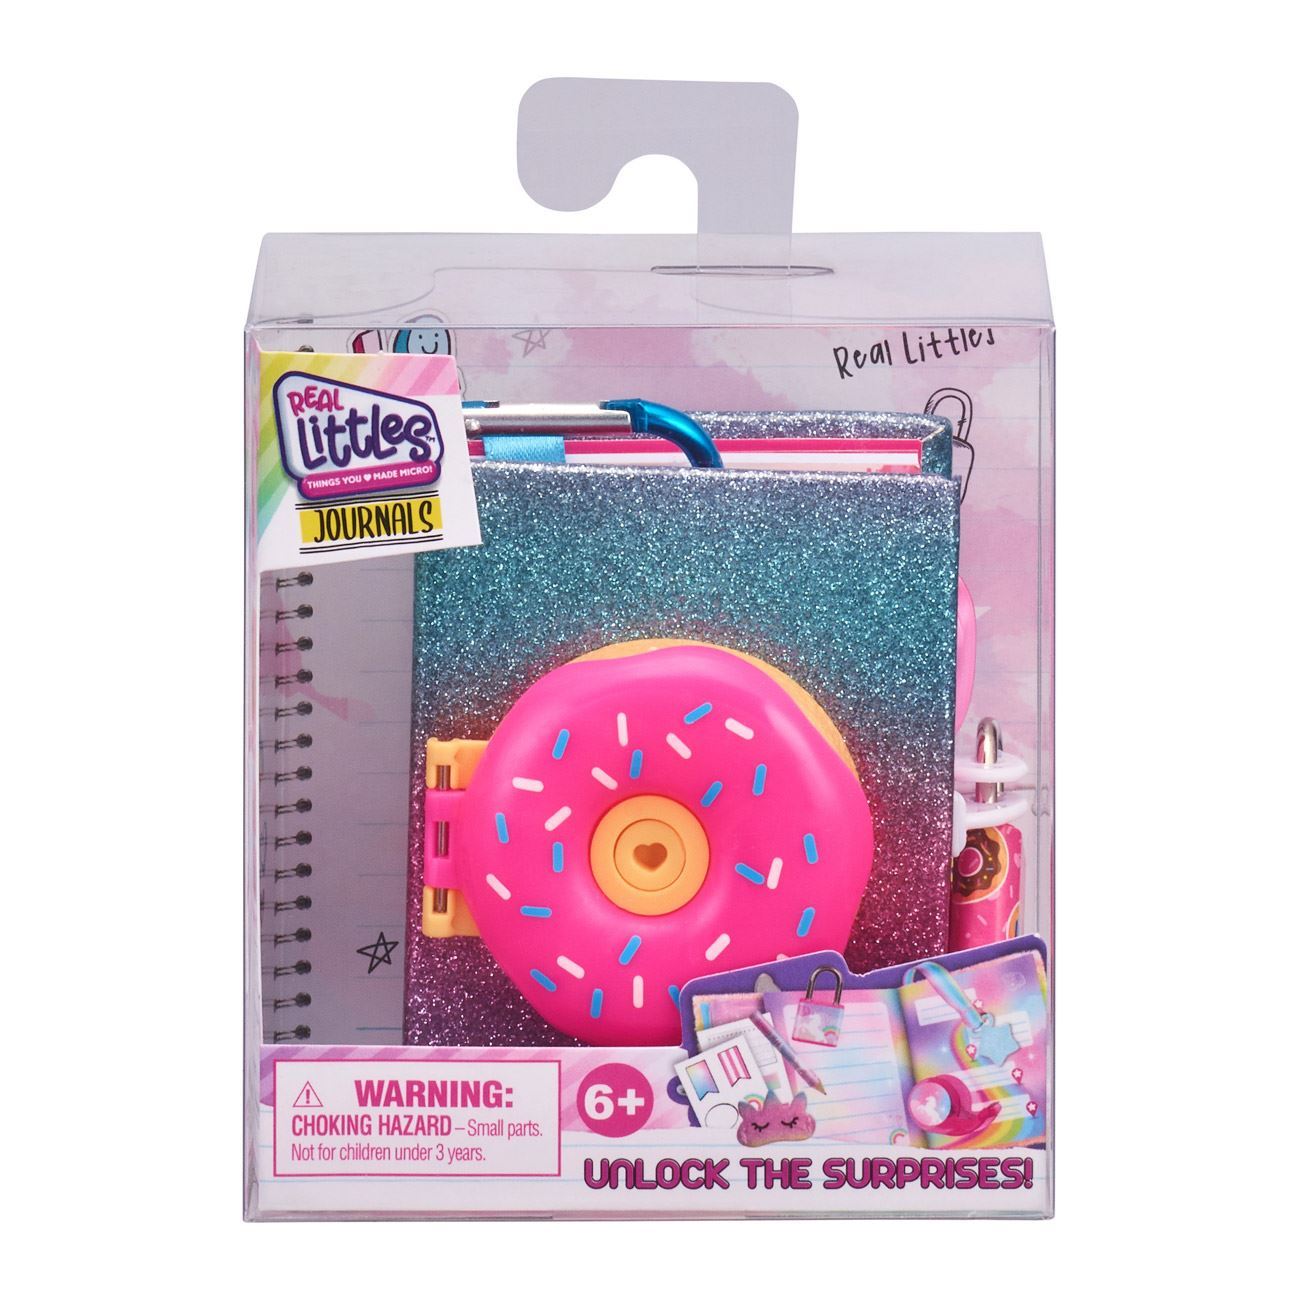 Real Littles
REAL
LittLES™
THINGS YOU ♥ MADE MICRO!
JOURNALS
⚠ WARNING:
CHOKING HAZARD – Small parts.
Not for children under 3 years.
6+
UNLOCK THE SURPRISES!